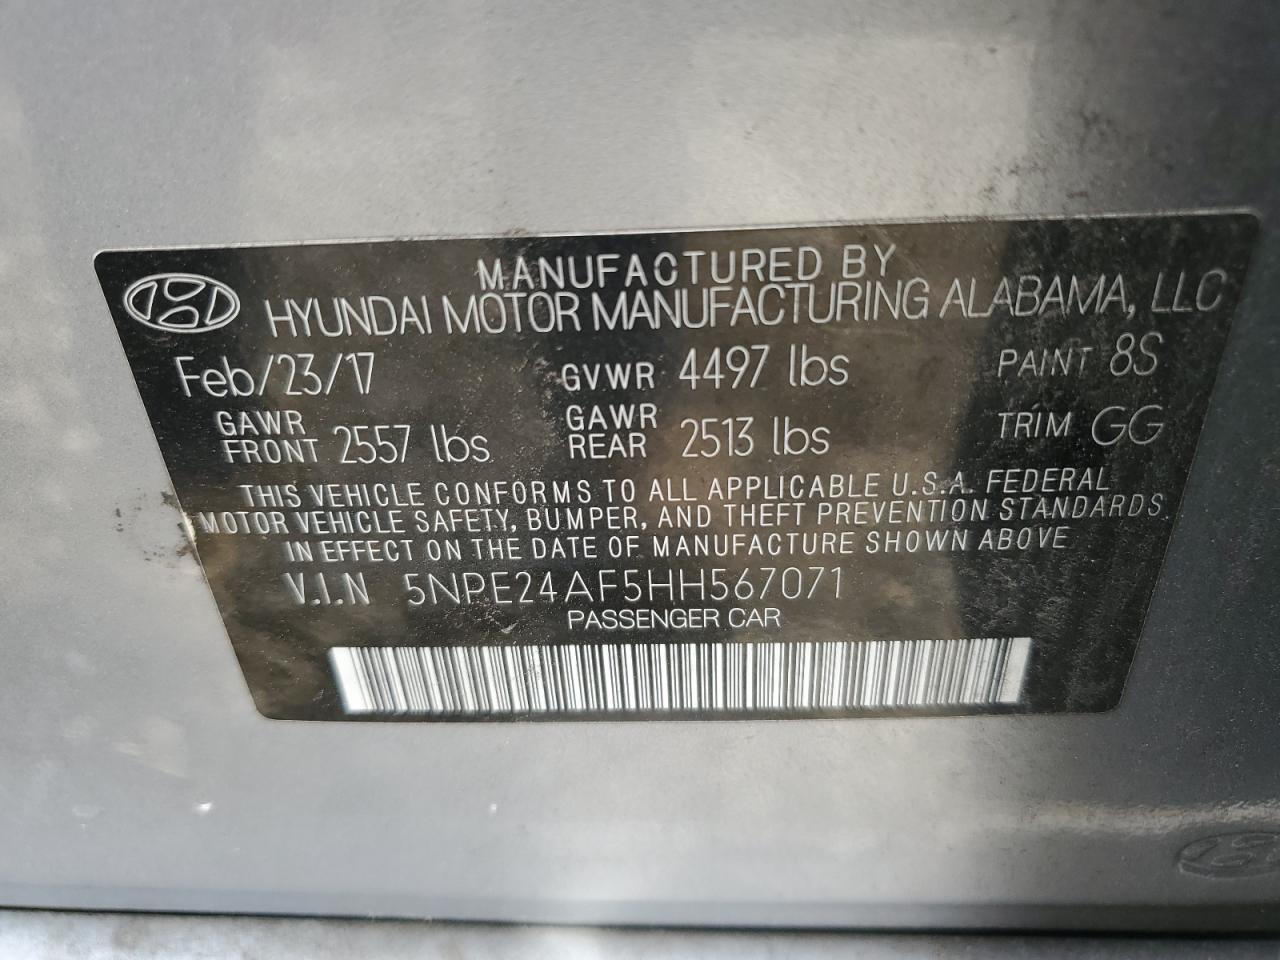 MANUFACTURED BY
HYUNDAI MOTOR MANUFACTURING ALABAMA, LLC
Feb/23/17 GVWR 4497 lbs PAINT 8S
GAWR FRONT 2557 lbs GAWR REAR 2513 lbs TRIM GG
THIS VEHICLE CONFORMS TO ALL APPLICABLE U.S.A. FEDERAL
MOTOR VEHICLE SAFETY, BUMPER, AND THEFT PREVENTION STANDARDS
IN EFFECT ON THE DATE OF MANUFACTURE SHOWN ABOVE
V.I.N 5NPE24AF5HH567071
PASSENGER CAR